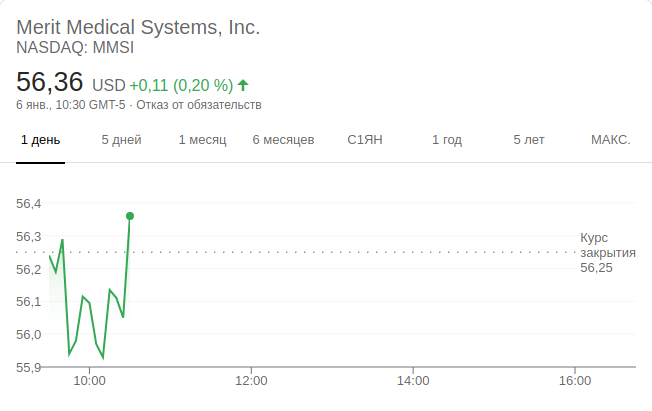 Merit Medical Systems, Inc.
NASDAQ: MMSI
56,36 USD +0,11 (0,20 %)
6 янв., 10:30 GMT-5 · Отказ от обязательств
1 день 5 дней 1 месяц 6 месяцев С1ЯН 1 год 5 лет МАКС.
56,4
56,3
56,2
56,1
56,0
55,9
Курс
закрытия
56,25
10:00 12:00 14:00 16:00